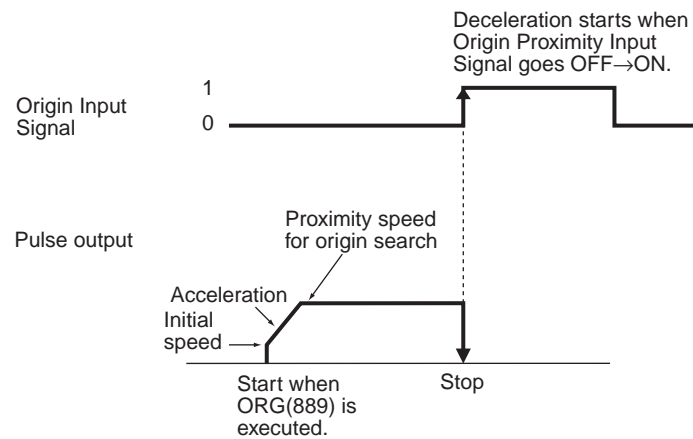 Deceleration starts when
Origin Proximity Input
Signal goes OFF→ON.
Origin Input
Signal
1
0
Pulse output
Proximity speed
for origin search
Acceleration
Initial
speed
Start when
ORG(889) is
executed.
Stop